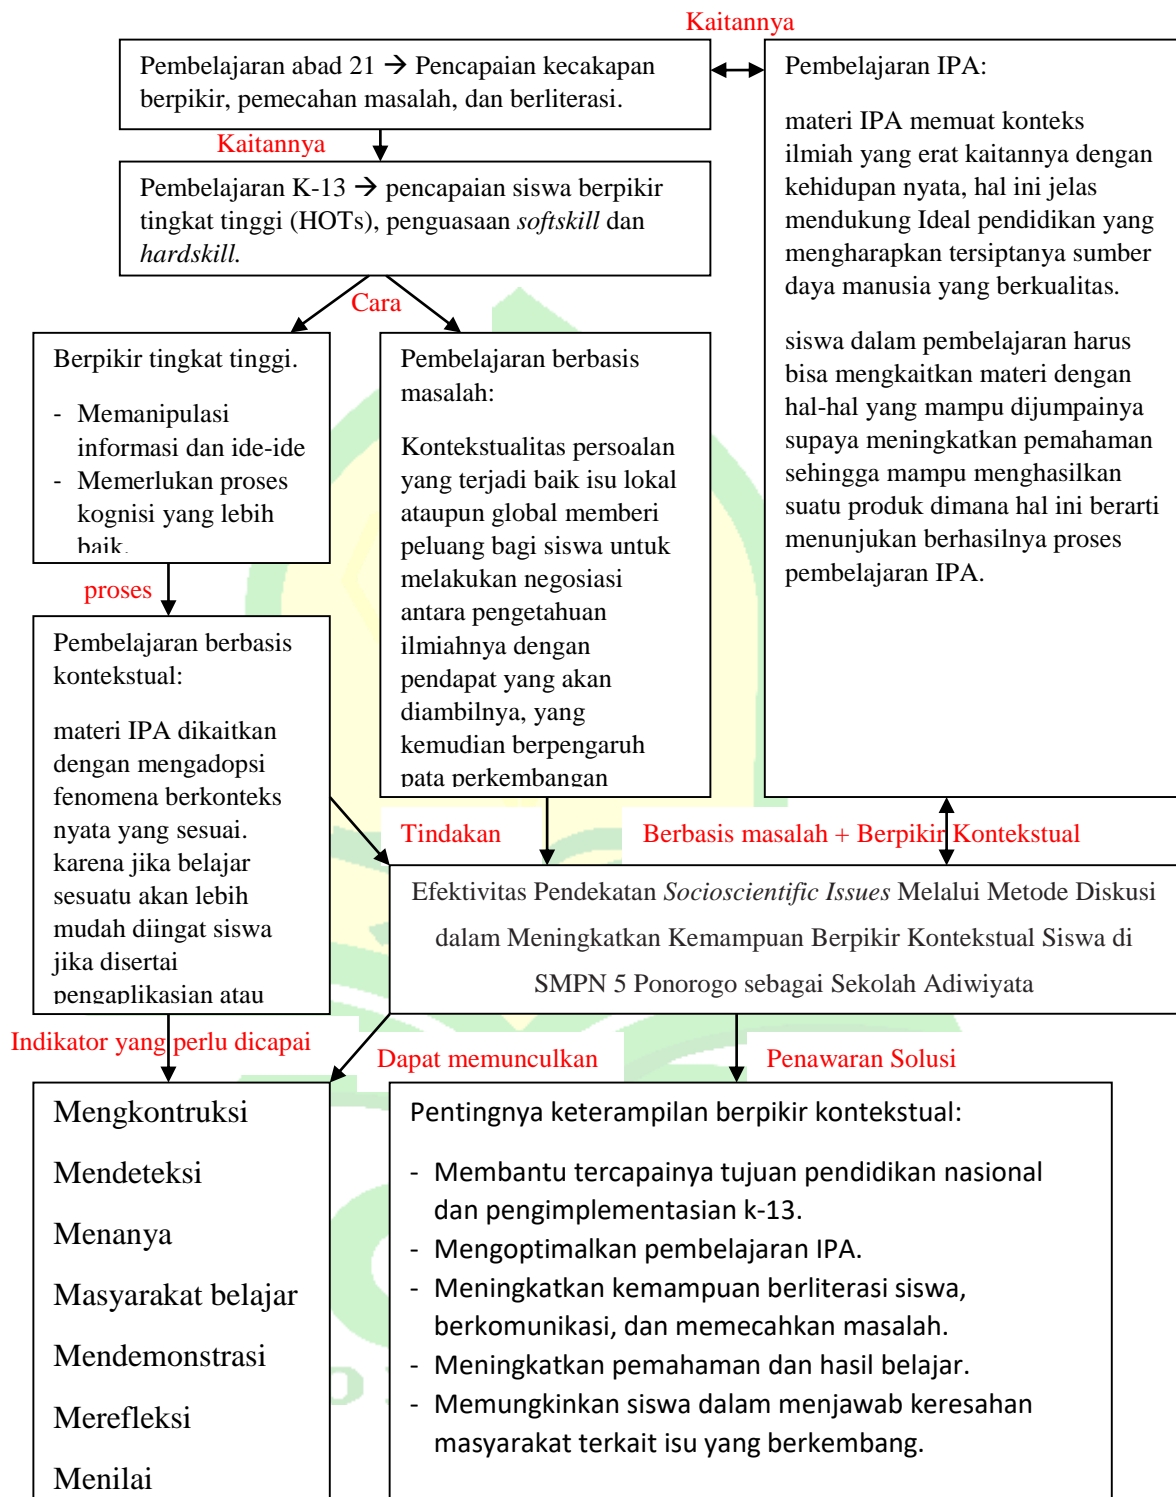 Kaitannya
Pembelajaran abad 21 → Pencapaian kecakapan
berpikir, pemecahan masalah, dan berliterasi.
Kaitannya
Pembelajaran K-13 → pencapaian siswa berpikir
tingkat tinggi (HOTs), penguasaan softskill dan
hardskill.
Pembelajaran IPA:
materi IPA memuat konteks
ilmiah yang erat kaitannya dengan
kehidupan nyata, hal ini jelas
mendukung Ideal pendidikan yang
mengharapkan tersiptanya sumber
daya manusia yang berkualitas.
siswa dalam pembelajaran harus
bisa mengkaitkan materi dengan
hal-hal yang mampu dijumpainya
supaya meningkatkan pemahaman
sehingga mampu menghasilkan
suatu produk dimana hal ini berarti
menunjukan berhasilnya proses
pembelajaran IPA.
Cara
Berpikir tingkat tinggi.
- Memanipulasi
informasi dan ide-ide
- Memerlukan proses
kognisi yang lebih
baik.
Pembelajaran berbasis
masalah:
Kontekstualitas persoalan
yang terjadi baik isu lokal
ataupun global memberi
peluang bagi siswa untuk
melakukan negosiasi
antara pengetahuan
ilmiahnya dengan
pendapat yang akan
diambilnya, yang
kemudian berpengaruh
pata perkembangan
proses
Pembelajaran berbasis
kontekstual:
materi IPA dikaitkan
dengan mengadopsi
fenomena berkonteks
nyata yang sesuai.
karena jika belajar
sesuatu akan lebih
mudah diingat siswa
jika disertai
pengaplikasian atau
Tindakan
Berbasis masalah + Berpikir Kontekstual
Efektivitas Pendekatan Socioscientific Issues Melalui Metode Diskusi
dalam Meningkatkan Kemampuan Berpikir Kontekstual Siswa di
SMPN 5 Ponorogo sebagai Sekolah Adiwiyata
Indikator yang perlu dicapai
Dapat memunculkan
Penawaran Solusi
Mengkontruksi
Mendeteksi
Menanya
Masyarakat belajar
Mendemonstrasi
Merefleksi
Menilai
Pentingnya keterampilan berpikir kontekstual:
- Membantu tercapainya tujuan pendidikan nasional
dan pengimplementasian k-13.
- Mengoptimalkan pembelajaran IPA.
- Meningkatkan kemampuan berliterasi siswa,
berkomunikasi, dan memecahkan masalah.
- Meningkatkan pemahaman dan hasil belajar.
- Memungkinkan siswa dalam menjawab keresahan
masyarakat terkait isu yang berkembang.